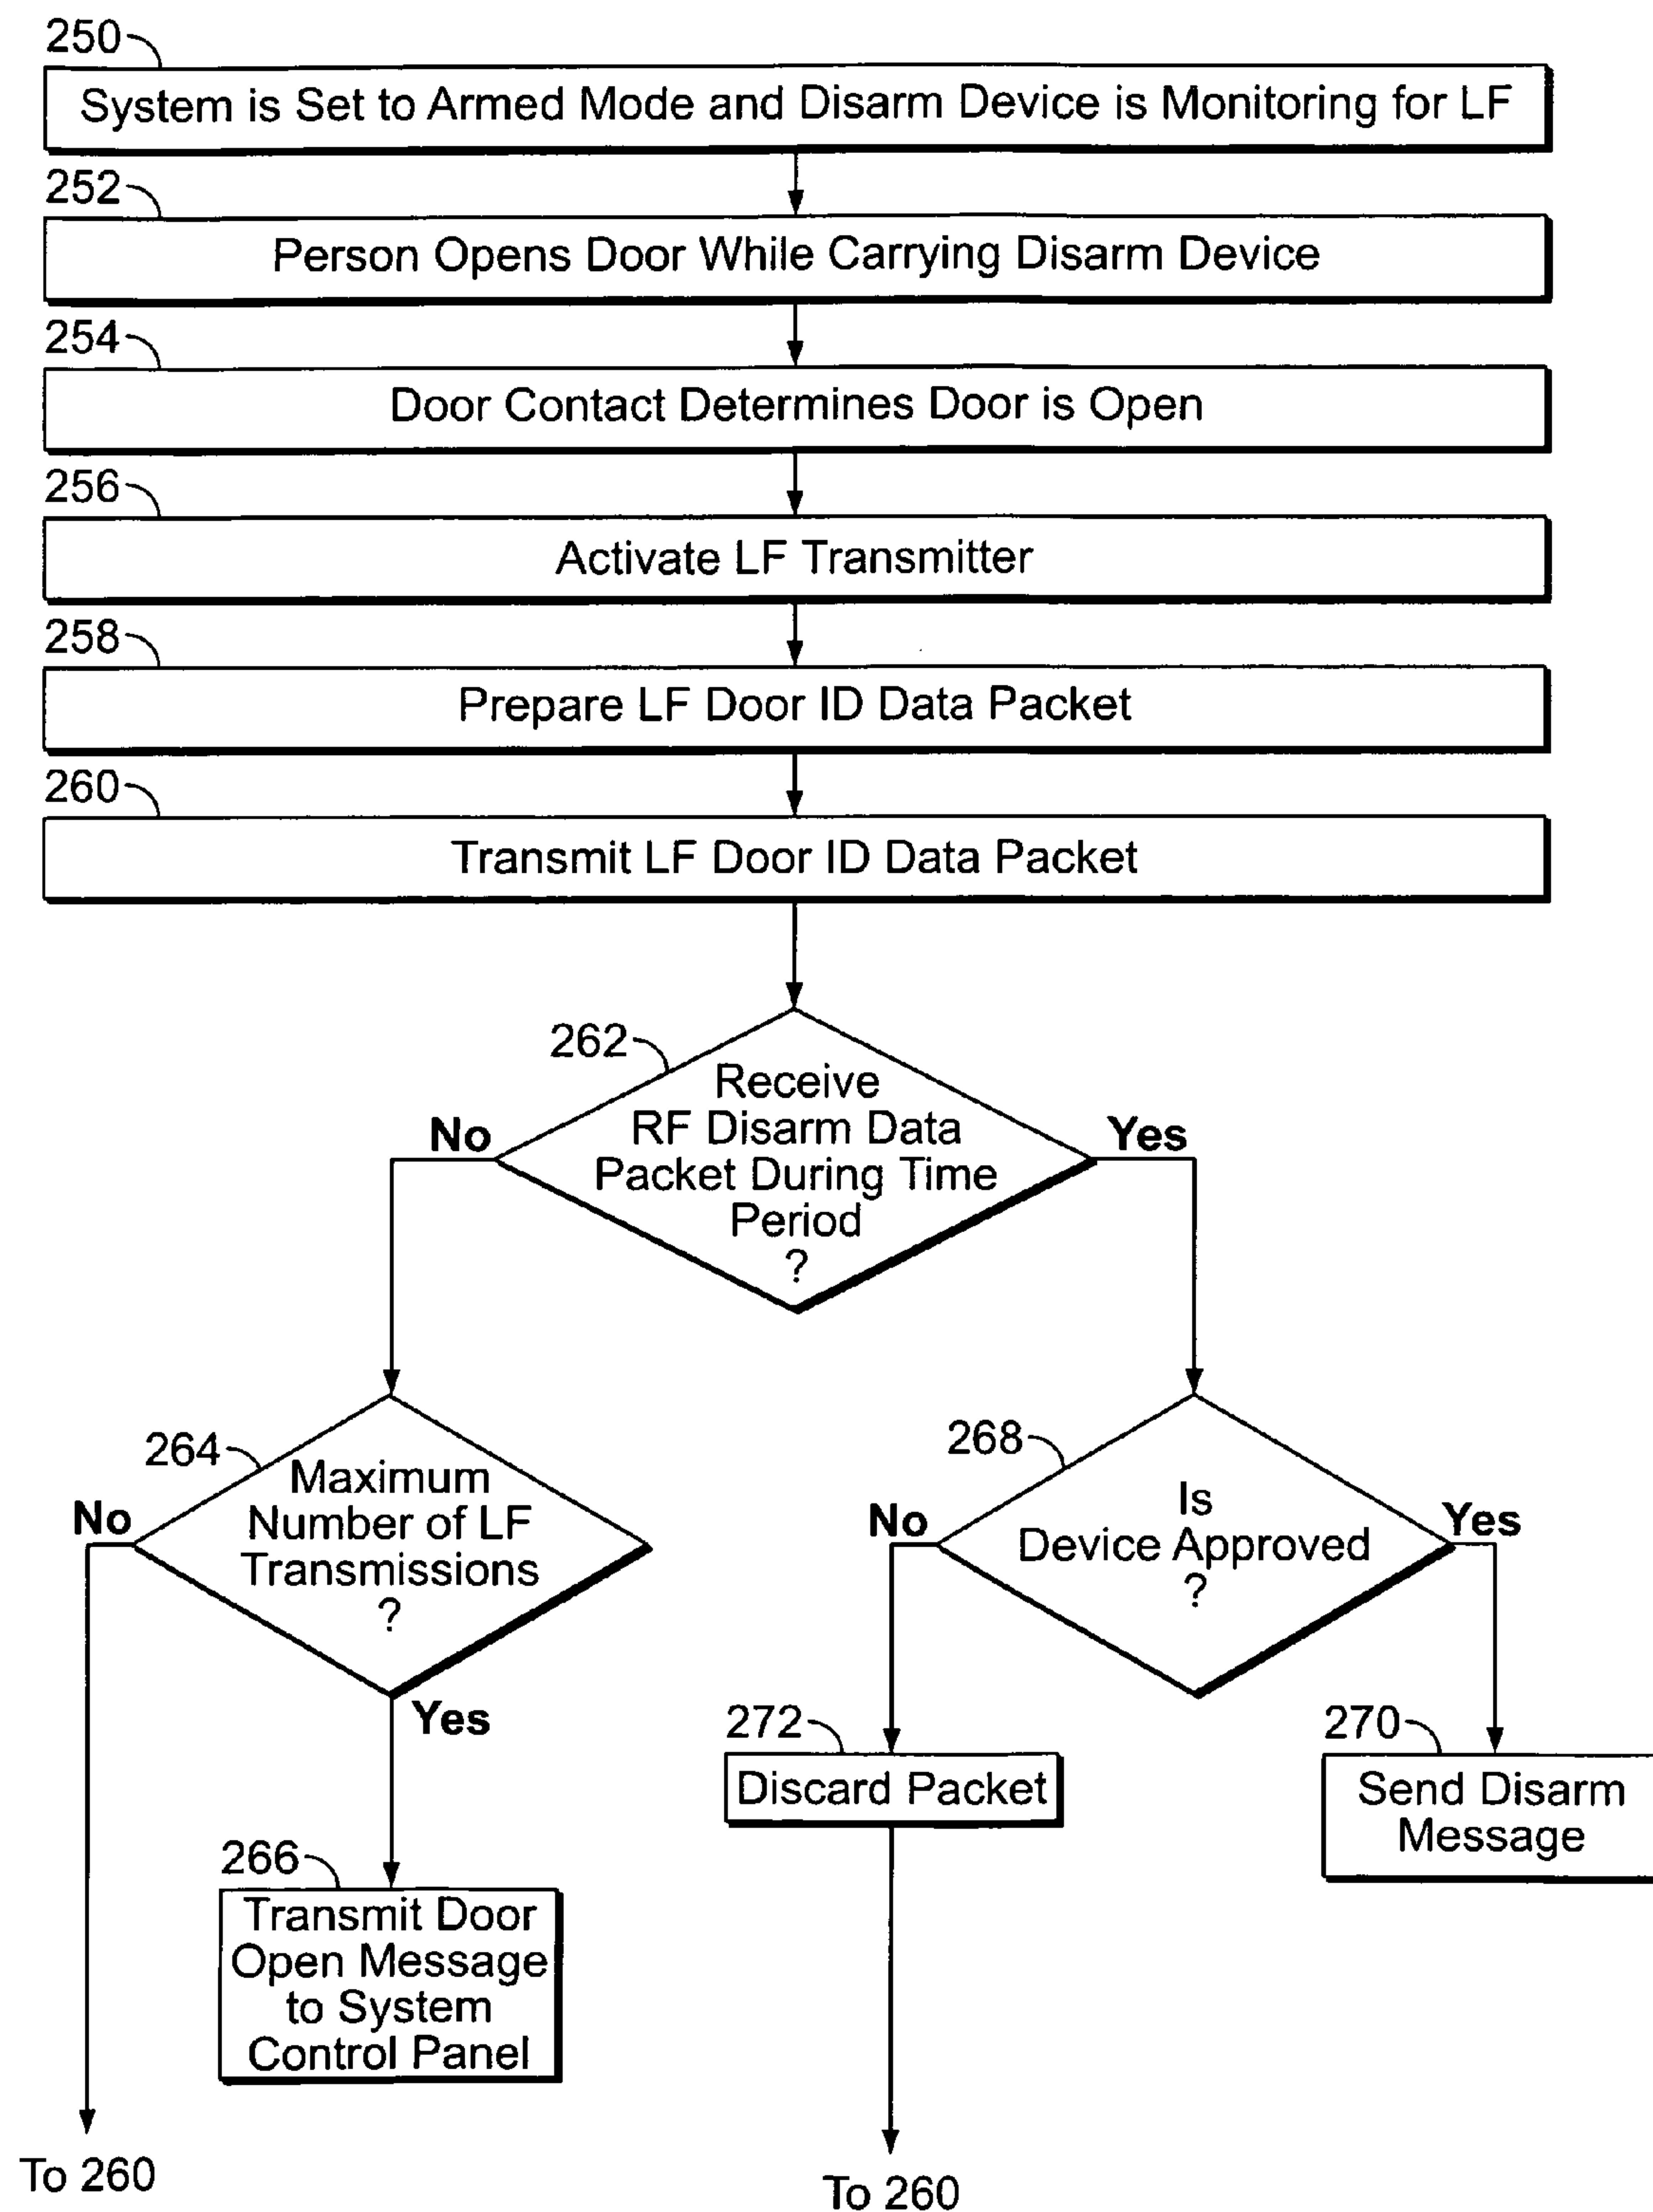 250
System is Set to Armed Mode and Disarm Device is Monitoring for LF
252
Person Opens Door While Carrying Disarm Device
254
Door Contact Determines Door is Open
256
Activate LF Transmitter
258
Prepare LF Door ID Data Packet
260
Transmit LF Door ID Data Packet
262
Receive
RF Disarm Data
Packet During Time
Period
?
No
Yes
264
Maximum
Number of LF
Transmissions
?
No
Yes
268
Is
Device Approved
?
No
Yes
272
Discard Packet
270
Send Disarm
Message
266
Transmit Door
Open Message
to System
Control Panel
To 260
To 260